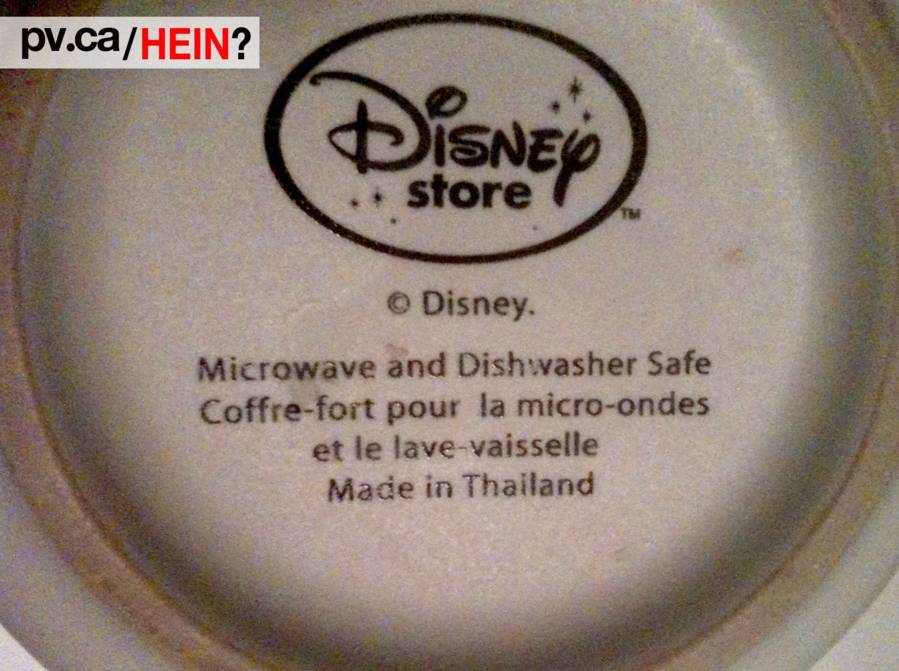 pv.ca/HEIN?
Disney
store
TM
© Disney.
Microwave and Dishwasher Safe
Coffre-fort pour la micro-ondes
et le lave-vaisselle
Made in Thailand